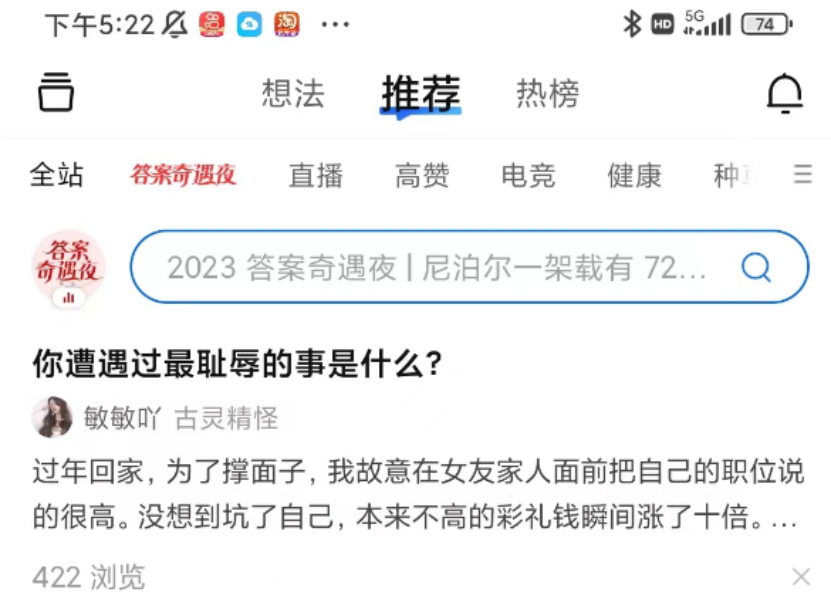 下午5:22
HD 5G 74
想法 推荐 热榜
全站 答案奇遇夜 直播 高赞 电竞 健康 种
答案
奇遇夜
2023 答案奇遇夜 | 尼泊尔一架载有 72...
你遭遇过最耻辱的事是什么?
敏敏吖 古灵精怪
过年回家，为了撑面子，我故意在女友家人面前把自己的职位说
的很高。没想到坑了自己，本来不高的彩礼钱瞬间涨了十倍。...
422 浏览